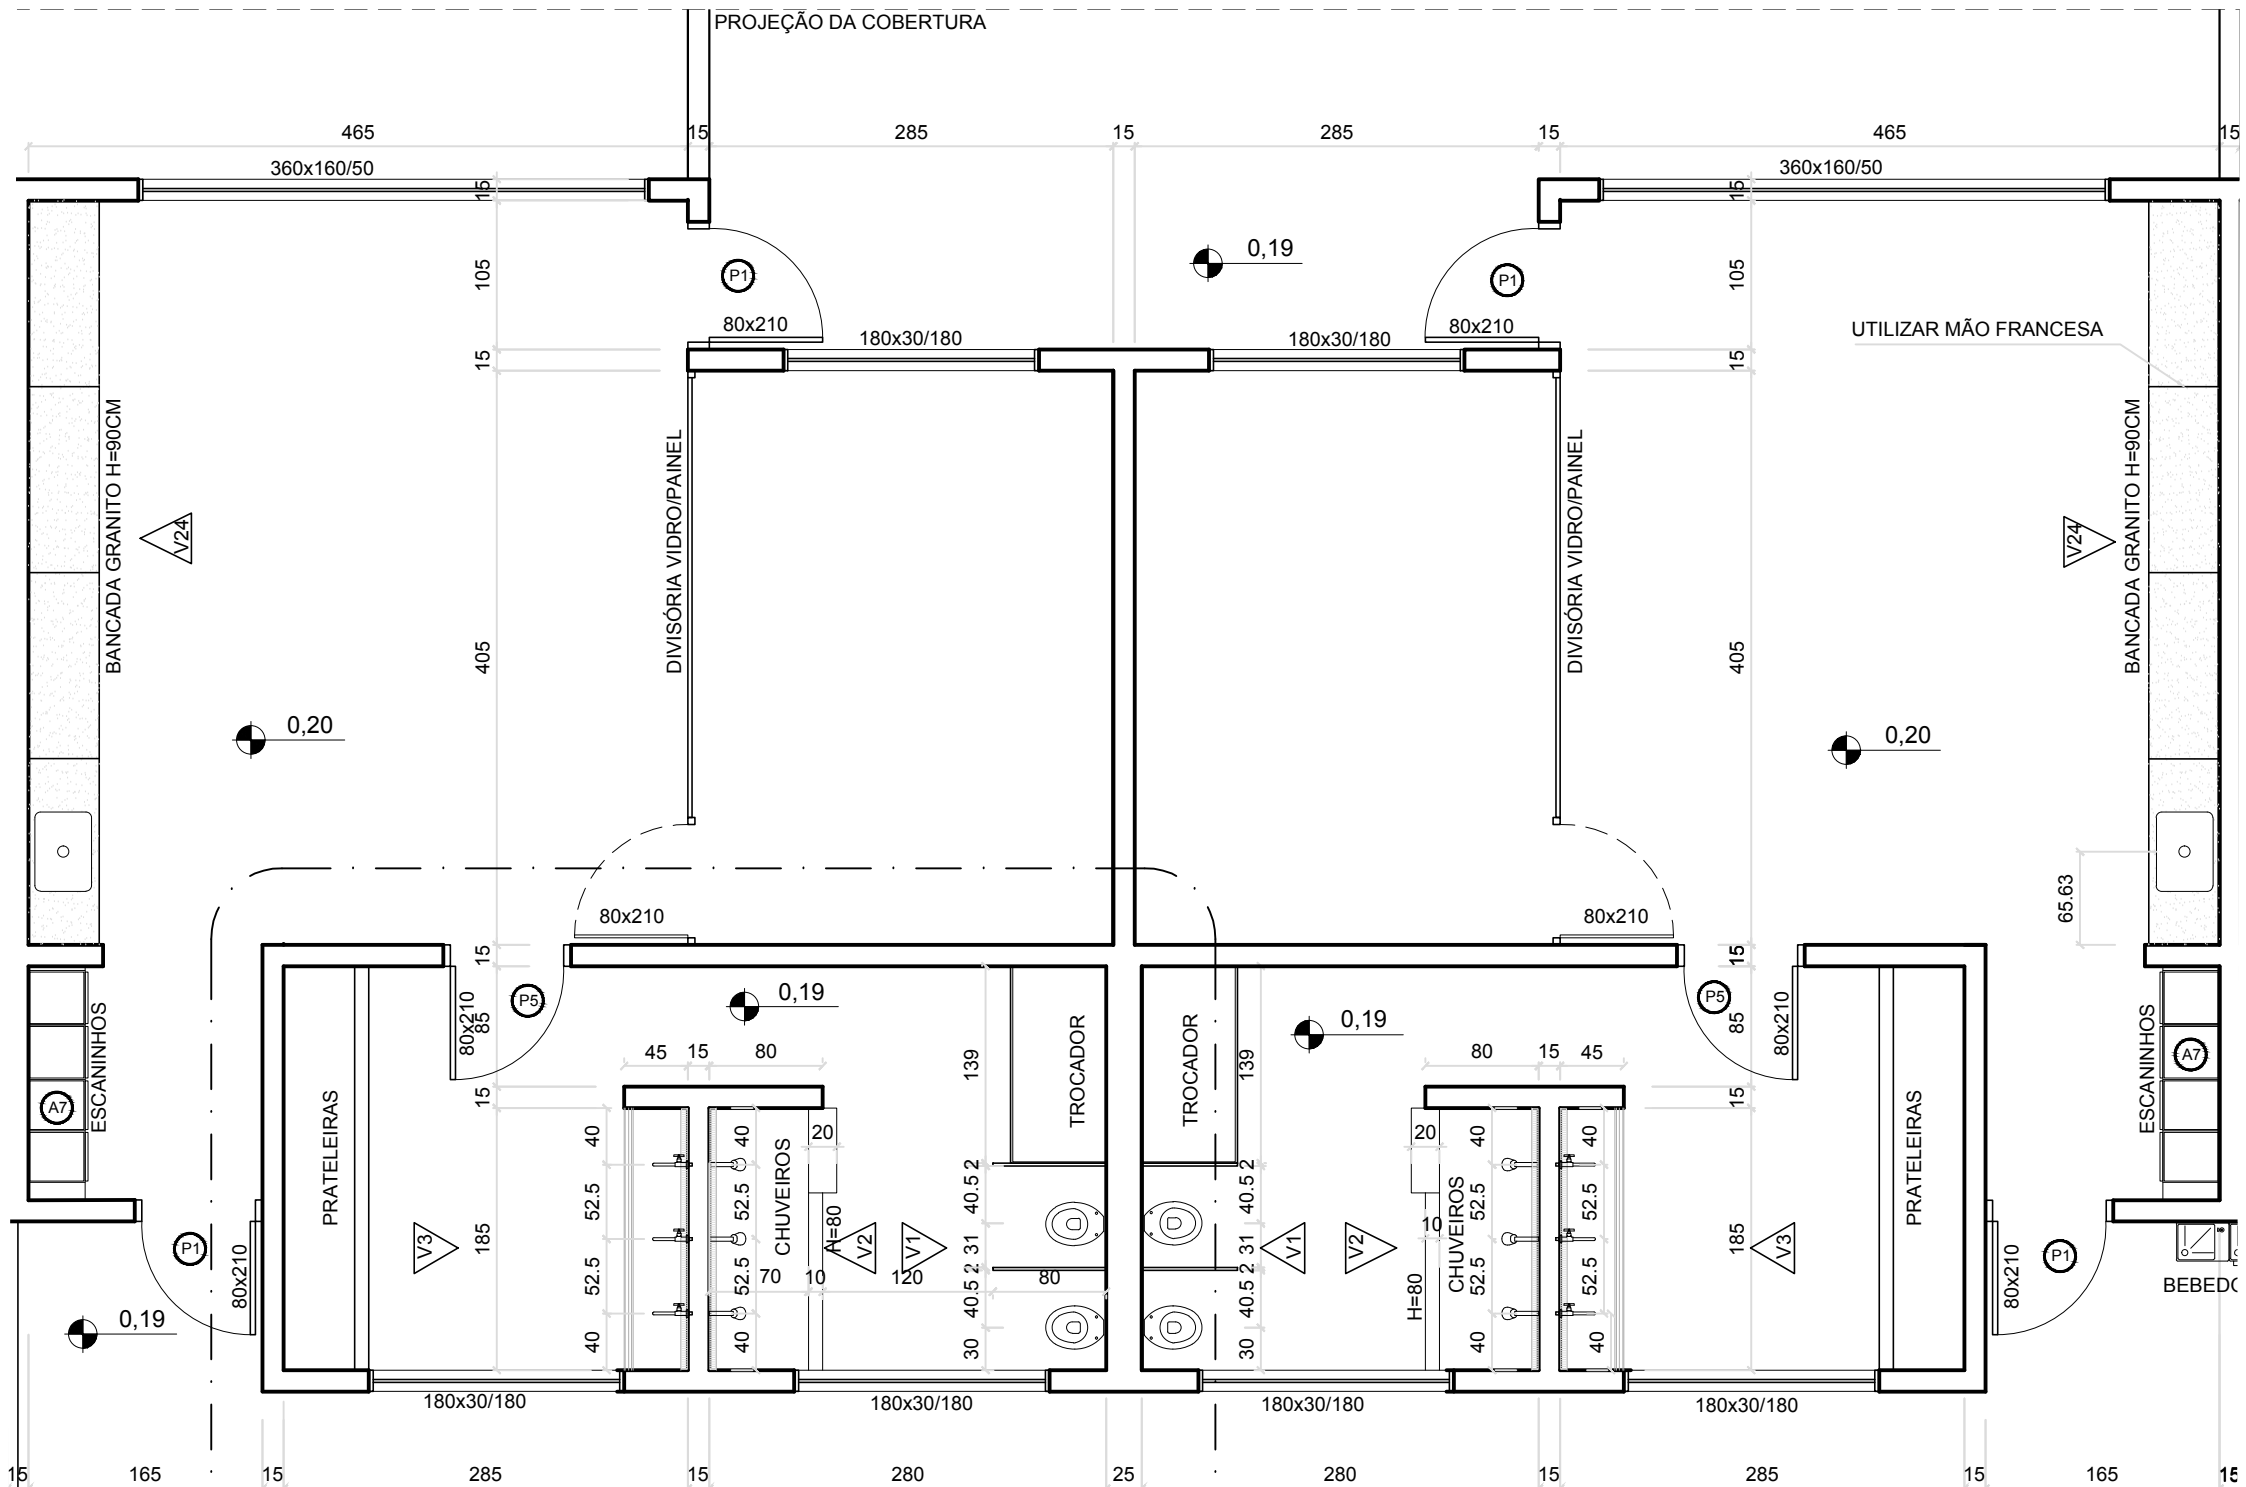 PROJEÇÃO DA COBERTURA
465
15
285
15
285
15
465
15
360x160/50
360x160/50
15
15
105
105
P1
0,19
P1
80x210
180x30/180
180x30/180
80x210
UTILIZAR MÃO FRANCESA
15
15
BANCADA GRANITO H=90CM
V24
DIVISÓRIA VIDRO/PAINEL
DIVISÓRIA VIDRO/PAINEL
V24
BANCADA GRANITO H=90CM
405
405
0,20
0,20
65.63
80x210
80x210
15
15
80x210
85
P5
0,19
0,19
P5
85
80x210
ESCANINHOS
A7
ESCANINHOS
A7
45
15
80
80
15
45
139
TROCADOR
TROCADOR
139
15
15
PRATELEIRAS
PRATELEIRAS
40
52.5
52.5
40
40
52.5
52.5
40
CHUVEIROS
20
H=80
V2
V1
2
40.5
31
2
40.5
30
70
10
120
80
2
40.5
31
2
40.5
30
V1
V2
20
10
H=80
CHUVEIROS
40
52.5
52.5
40
40
52.5
52.5
40
V3
185
185
V3
P1
80x210
0,19
80x210
P1
BEBEDO
180x30/180
180x30/180
180x30/180
180x30/180
15
165
15
285
15
280
25
280
15
285
15
165
15